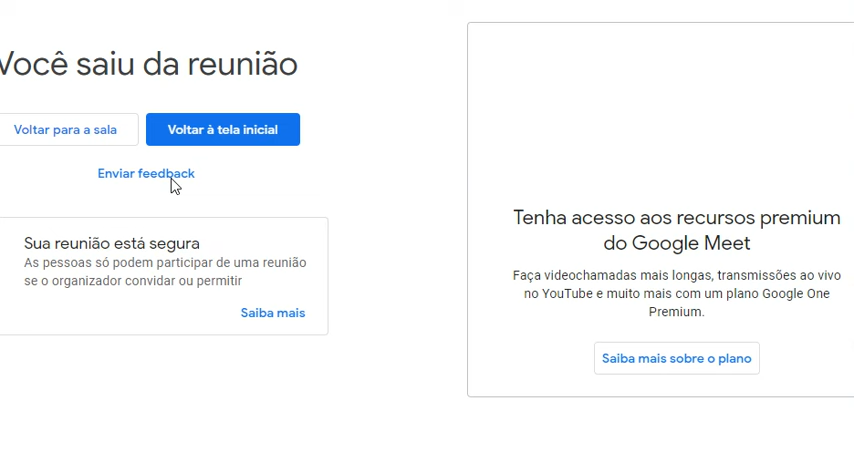 Você saiu da reunião
Voltar para a sala
Voltar à tela inicial
Enviar feedback
Sua reunião está segura
As pessoas só podem participar de uma reunião
se o organizador convidar ou permitir
Saiba mais
Tenha acesso aos recursos premium
do Google Meet
Faça videochamadas mais longas, transmissões ao vivo
no YouTube e muito mais com um plano Google One
Premium.
Saiba mais sobre o plano